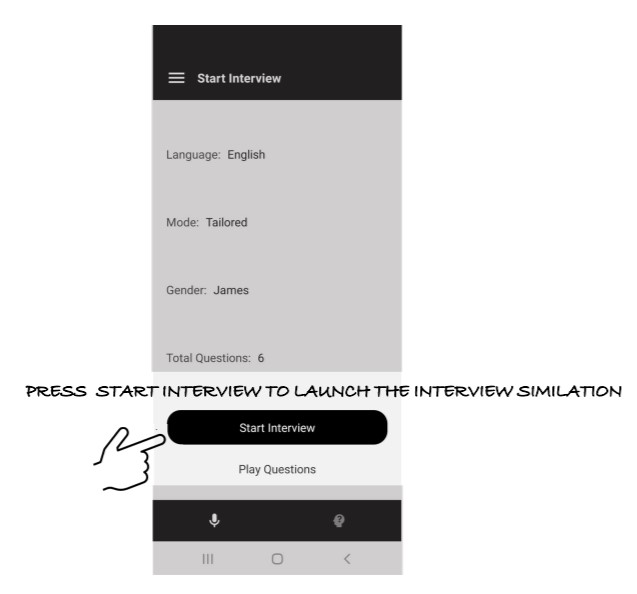 Start Interview
Language: English
Mode: Tailored
Gender: James
Total Questions: 6
PRESS START INTERVIEW TO LAUNCH THE INTERVIEW SIMILATION
Start Interview
Play Questions